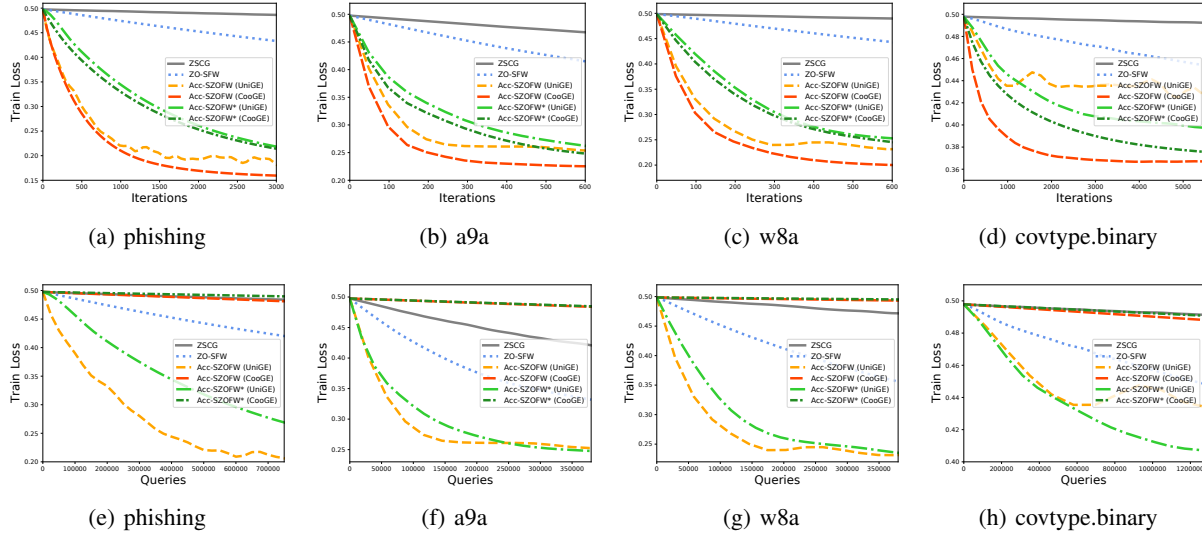 0.50
0.45
0.40
0.35
0.30
0.25
0.20
0.15
Train Loss
0
500
1000
1500
2000
2500
3000
Iterations
ZSCG
ZO-SFW
Acc-SZOFW (UniGE)
Acc-SZOFW (CooGE)
Acc-SZOFW* (UniGE)
Acc-SZOFW* (CooGE)
(a) phishing
0.50
0.45
0.40
0.35
0.30
0.25
0.20
Train Loss
0
100
200
300
400
500
600
Iterations
ZSCG
ZO-SFW
Acc-SZOFW (UniGE)
Acc-SZOFW (CooGE)
Acc-SZOFW* (UniGE)
Acc-SZOFW* (CooGE)
(b) a9a
0.50
0.45
0.40
0.35
0.30
0.25
0.20
Train Loss
0
100
200
300
400
500
600
Iterations
ZSCG
ZO-SFW
Acc-SZOFW (UniGE)
Acc-SZOFW (CooGE)
Acc-SZOFW* (UniGE)
Acc-SZOFW* (CooGE)
(c) w8a
0.50
0.48
0.46
0.44
0.42
0.40
0.38
0.36
Train Loss
0
1000
2000
3000
4000
5000
Iterations
ZSCG
ZO-SFW
Acc-SZOFW (UniGE)
Acc-SZOFW (CooGE)
Acc-SZOFW* (UniGE)
Acc-SZOFW* (CooGE)
(d) covtype.binary
0.50
0.45
0.40
0.35
0.30
0.25
0.20
Train Loss
0
100000
200000
300000
400000
500000
600000
700000
Queries
ZSCG
ZO-SFW
Acc-SZOFW (UniGE)
Acc-SZOFW (CooGE)
Acc-SZOFW* (UniGE)
Acc-SZOFW* (CooGE)
(e) phishing
0.50
0.45
0.40
0.35
0.30
0.25
Train Loss
0
50000
100000
150000
200000
250000
300000
350000
Queries
ZSCG
ZO-SFW
Acc-SZOFW (UniGE)
Acc-SZOFW (CooGE)
Acc-SZOFW* (UniGE)
Acc-SZOFW* (CooGE)
(f) a9a
0.50
0.45
0.40
0.35
0.30
0.25
Train Loss
0
50000
100000
150000
200000
250000
300000
350000
Queries
ZSCG
ZO-SFW
Acc-SZOFW (UniGE)
Acc-SZOFW (CooGE)
Acc-SZOFW* (UniGE)
Acc-SZOFW* (CooGE)
(g) w8a
0.50
0.48
0.46
0.44
0.42
0.40
Train Loss
0
200000
400000
600000
800000
1000000
Queries
ZSCG
ZO-SFW
Acc-SZOFW (UniGE)
Acc-SZOFW (CooGE)
Acc-SZOFW* (UniGE)
Acc-SZOFW* (CooGE)
(h) covtype.binary